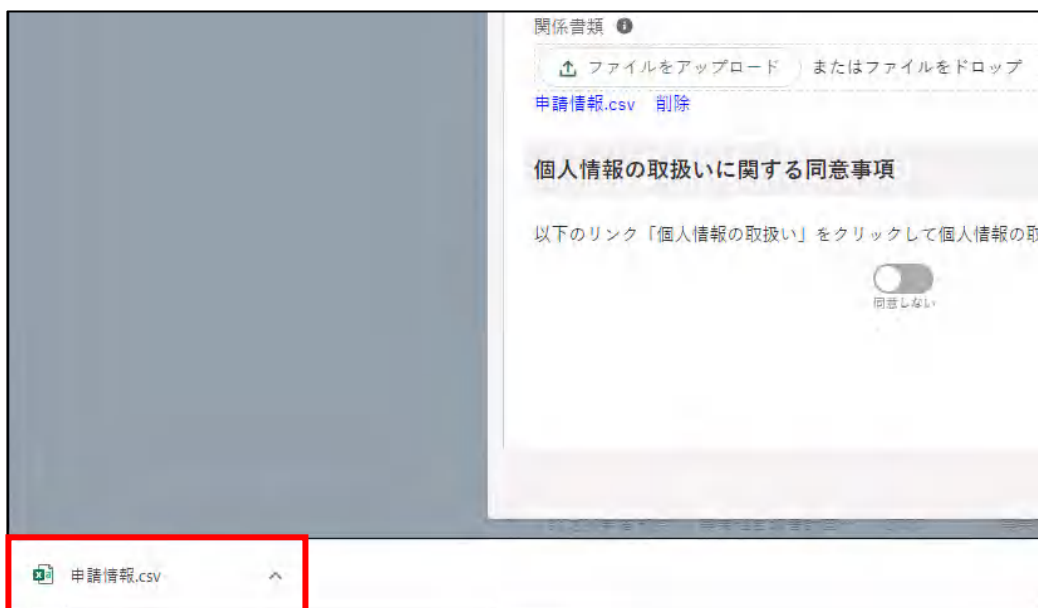 関係書類
ファイルをアップロード またはファイルをドロップ
申請情報.csv 削除
個人情報の取扱いに関する同意事項
以下のリンク「個人情報の取扱い」をクリックして個人情報の取
同意しない
申請情報.csv